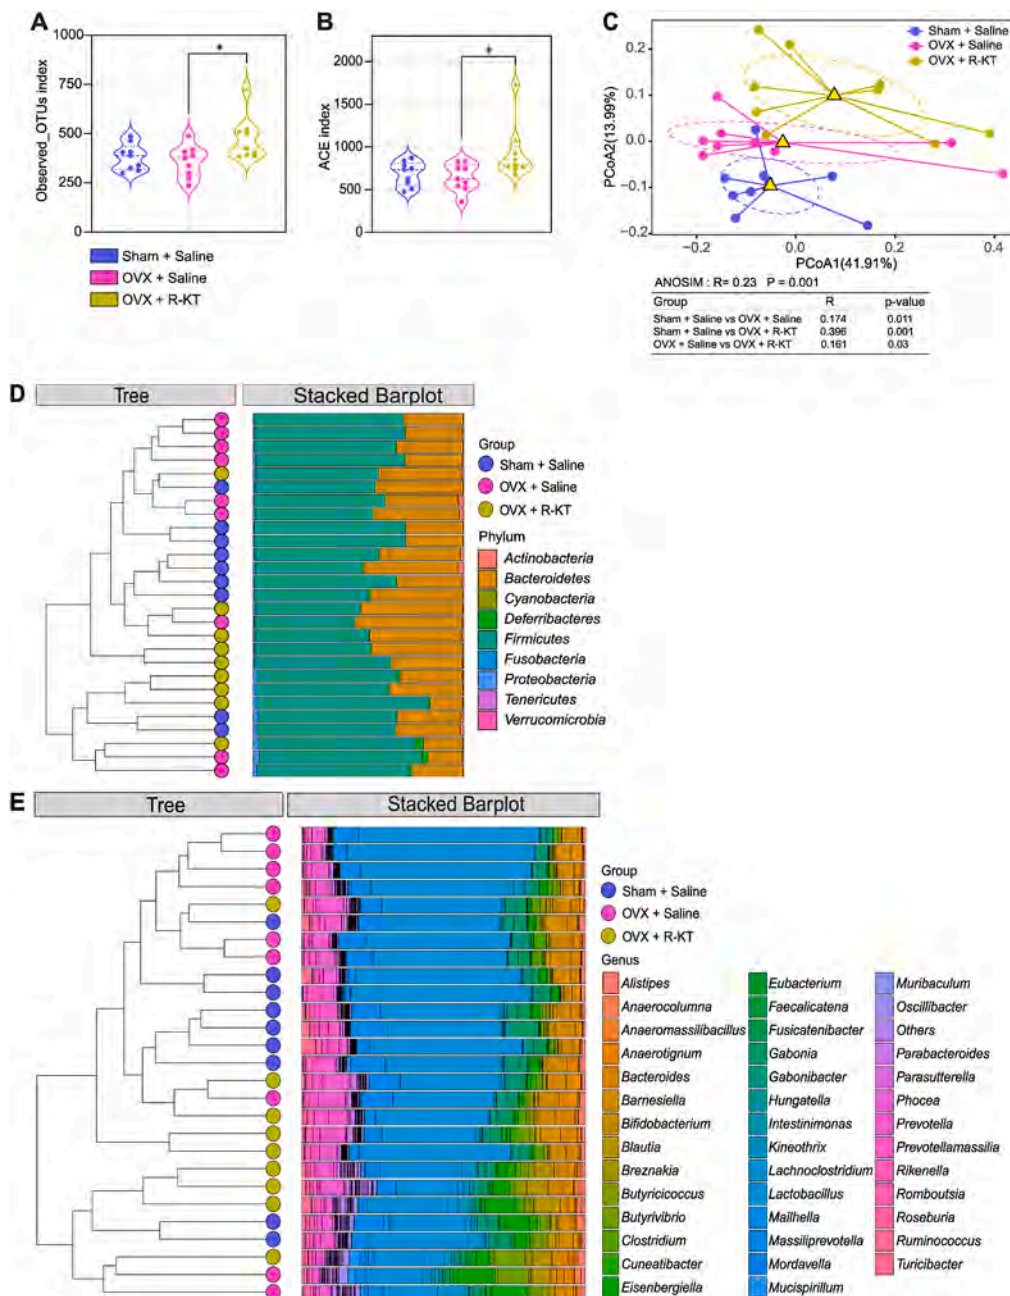 A
B
C
1000
750
500
250
0
Observed_OTUs index
*
2000
1500
1000
500
0
ACE index
*
0.2
0.1
0.0
−0.1
−0.2
PCoA2(13.99%)
−0.2
0.0
0.2
0.4
PCoA1(41.91%)
Sham + Saline
OVX + Saline
OVX + R-KT
Sham + Saline
OVX + Saline
OVX + R-KT
ANOSIM : R= 0.23 P = 0.001
Group R p-value
Sham + Saline vs OVX + Saline 0.174 0.011
Sham + Saline vs OVX + R-KT 0.396 0.001
OVX + Saline vs OVX + R-KT 0.161 0.03
D
Tree
Stacked Barplot
Group
Sham + Saline
OVX + Saline
OVX + R-KT
Phylum
Actinobacteria
Bacteroidetes
Cyanobacteria
Deferribacteres
Firmicutes
Fusobacteria
Proteobacteria
Tenericutes
Verrucomicrobia
E
Tree
Stacked Barplot
Group
Sham + Saline
OVX + Saline
OVX + R-KT
Genus
Alistipes
Anaerocolumna
Anaeromassilibacillus
Anaerotignum
Bacteroides
Barnesiella
Bifidobacterium
Blautia
Breznakia
Butyricicoccus
Butyrivibrio
Clostridium
Cuneatibacter
Eisenbergiella
Eubacterium
Faecalicatena
Fusicatenibacter
Gabonia
Gabonibacter
Hungatella
Intestinimonas
Kineothrix
Lachnoclostridium
Lactobacillus
Mailhella
Massiliprevotella
Mordavella
Mucispirillum
Muribaculum
Oscillibacter
Others
Parabacteroides
Parasutterella
Phocea
Prevotella
Prevotellamassilia
Rikenella
Romboutsia
Roseburia
Ruminococcus
Turicibacter